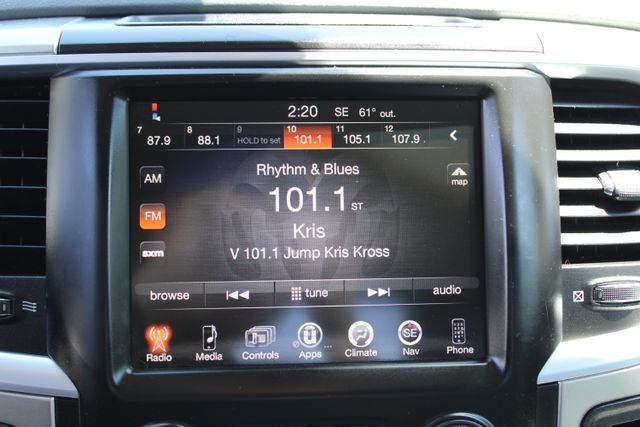 2:20 SE 61° out.
7 87.9 8 88.1 9 HOLD to set 10 101.1 11 105.1 12 107.9
AM
Rhythm & Blues
map
FM
101.1 ST
Kris
sxm
V 101.1 Jump Kris Kross
browse tune audio
SE
Radio Media Controls Apps Climate Nav Phone